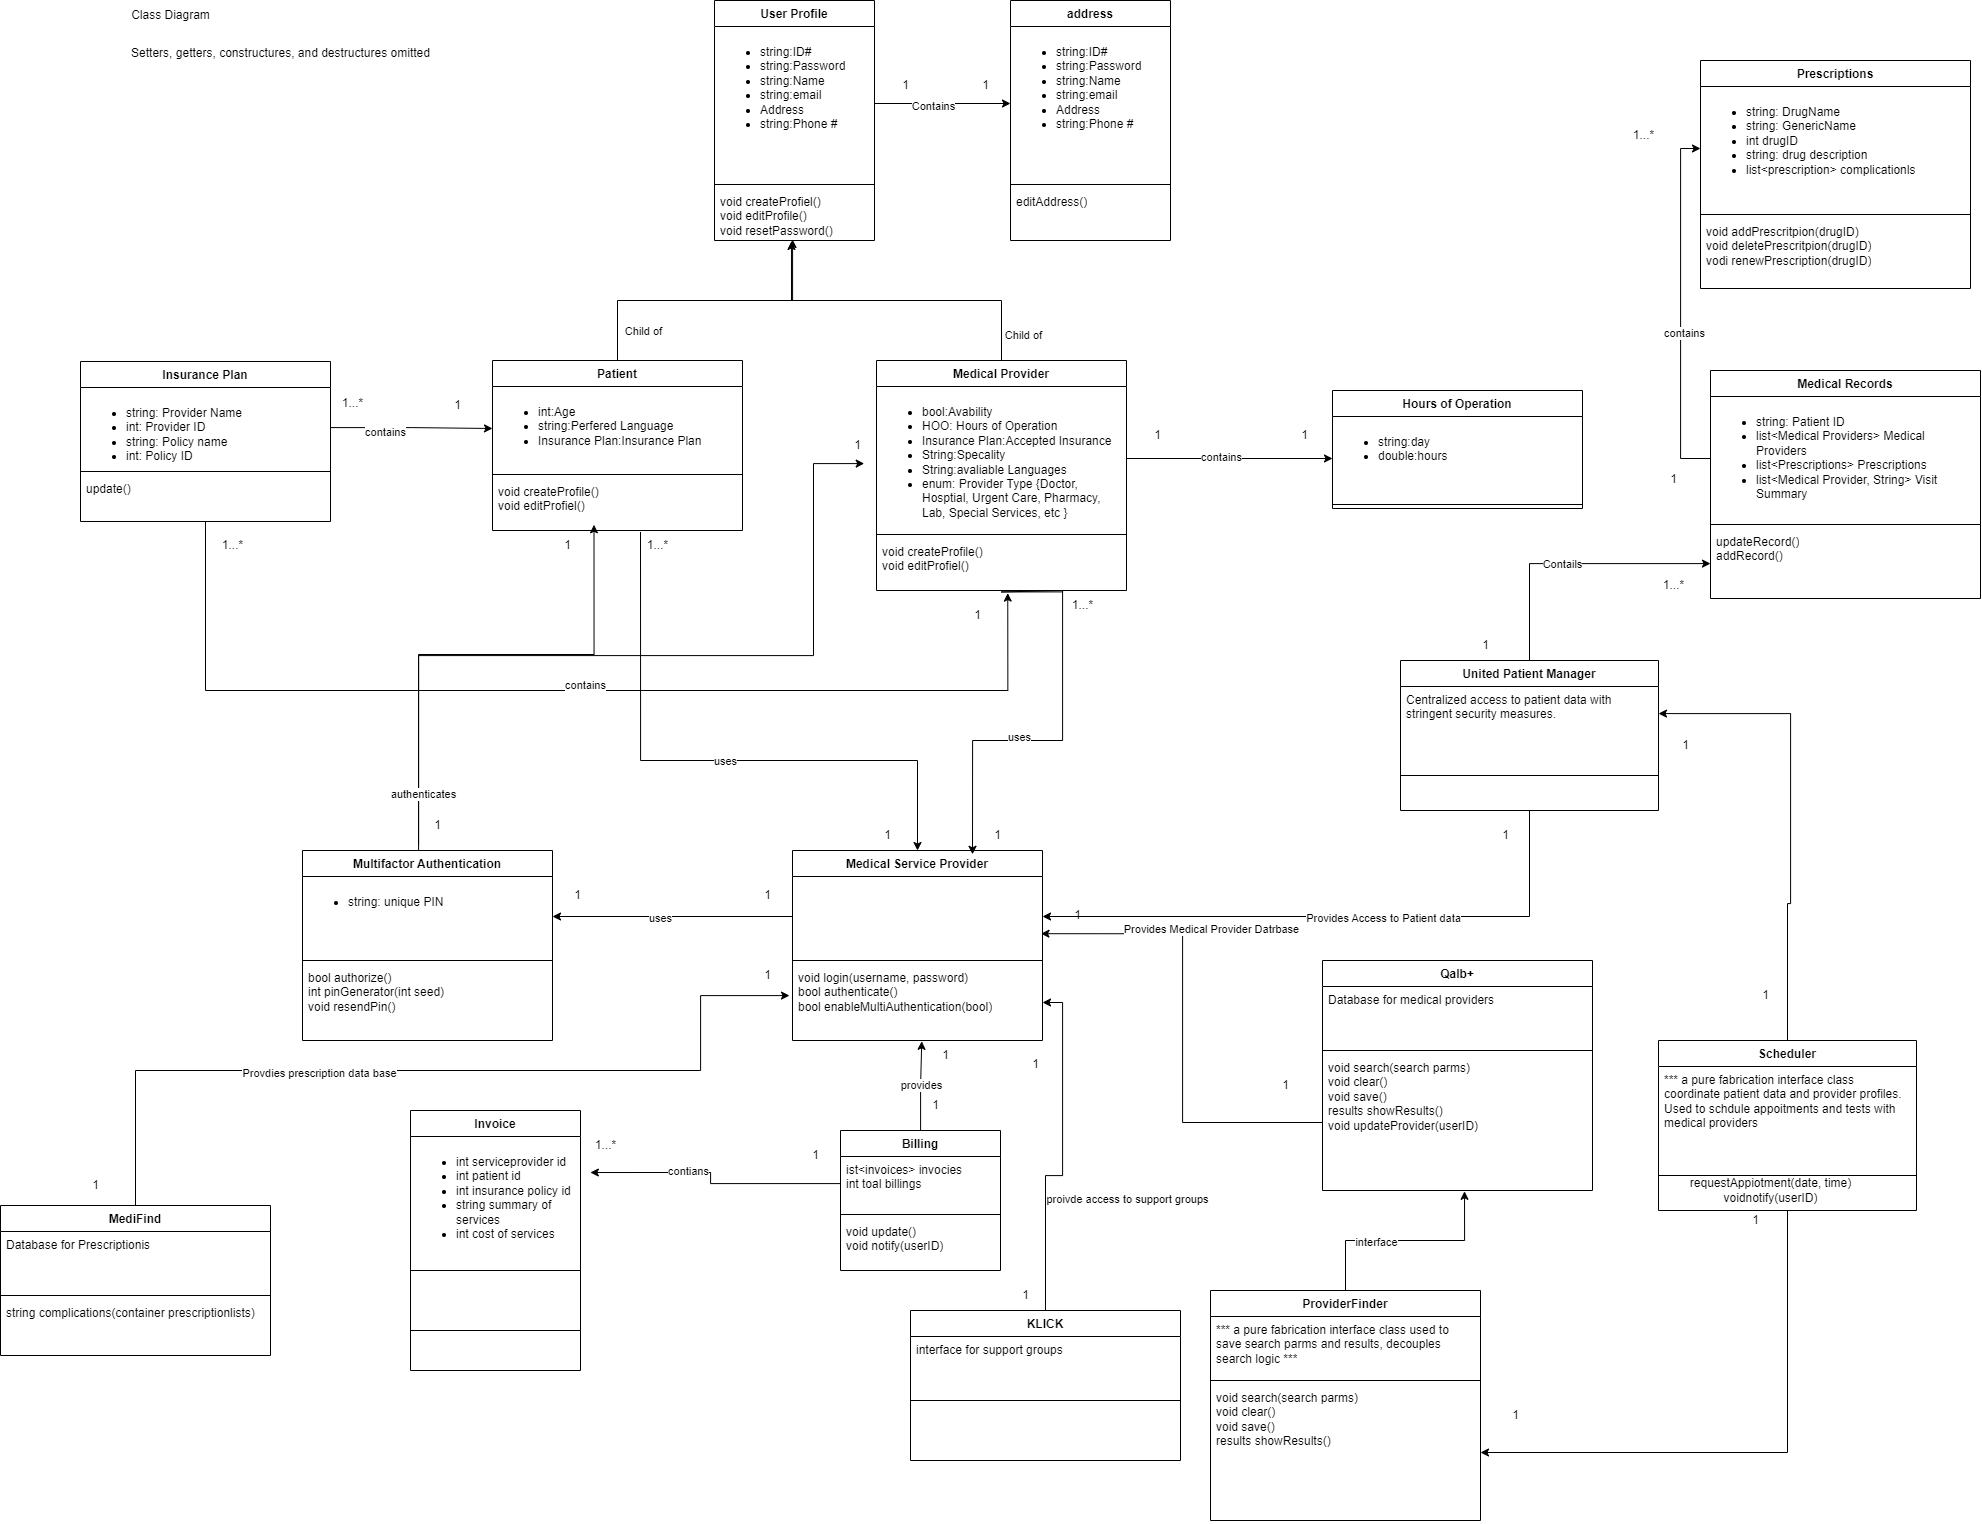 Class Diagram
Setters, getters, constructures, and destructures omitted
User Profile
string:ID#
string:Password
string:Name
string:email
Address
string:Phone #
void createProfiel()
void editProfile()
void resetPassword()
1
1
Contains
address
string:ID#
string:Password
string:Name
string:email
Address
string:Phone #
editAddress()
Prescriptions
string: DrugName
string: GenericName
int drugID
string: drug description
list<prescription> complicationls
void addPrescritpion(drugID)
void deletePrescritpion(drugID)
vodi renewPrescription(drugID)
1...*
contains
1
Child of
Child of
Insurance Plan
string: Provider Name
int: Provider ID
string: Policy name
int: Policy ID
update()
1...*
1
contains
1...*
Patient
int:Age
string:Perfered Language
Insurance Plan:Insurance Plan
void createProfile()
void editProfiel()
1
1...*
1
Medical Provider
bool:Avability
HOO: Hours of Operation
Insurance Plan:Accepted Insurance
String:Specality
String:avaliable Languages
enum: Provider Type {Doctor,
Hosptial, Urgent Care, Pharmacy,
Lab, Special Services, etc }
void createProfile()
void editProfiel()
1
1...*
1
1
contains
Hours of Operation
string:day
double:hours
Medical Records
string: Patient ID
list<Medical Providers> Medical
Providers
list<Prescriptions> Prescriptions
list<Medical Provider, String> Visit
Summary
updateRecord()
addRecord()
Contails
1...*
1
contains
uses
uses
United Patient Manager
Centralized access to patient data with
stringent security measures.
1
1
authenticates
1
1
1
Multifactor Authentication
string: unique PIN
bool authorize()
int pinGenerator(int seed)
void resendPin()
1
1
uses
Medical Service Provider
void login(username, password)
bool authenticate()
bool enableMultiAuthentication(bool)
1
1
Provides Access to Patient data
Provides Medical Provider Datrbase
Qalb+
Database for medical providers
void search(search parms)
void clear()
void save()
results showResults()
void updateProvider(userID)
1
1
Scheduler
*** a pure fabrication interface class
coordinate patient data and provider profiles.
Used to schdule appoitments and tests with
medical providers
requestAppiotment(date, time)
voidnotify(userID)
1
Provdies prescription data base
1
1
provides
1
1
Invoice
int serviceprovider id
int patient id
int insurance policy id
string summary of
services
int cost of services
1...*
1
contians
Billing
ist<invoices> invocies
int toal billings
void update()
void notify(userID)
proivde access to support groups
1
MediFind
Database for Prescriptionis
string complications(container prescriptionlists)
1
KLICK
interface for support groups
interface
ProviderFinder
*** a pure fabrication interface class used to
save search parms and results, decouples
search logic ***
void search(search parms)
void clear()
void save()
results showResults()
1